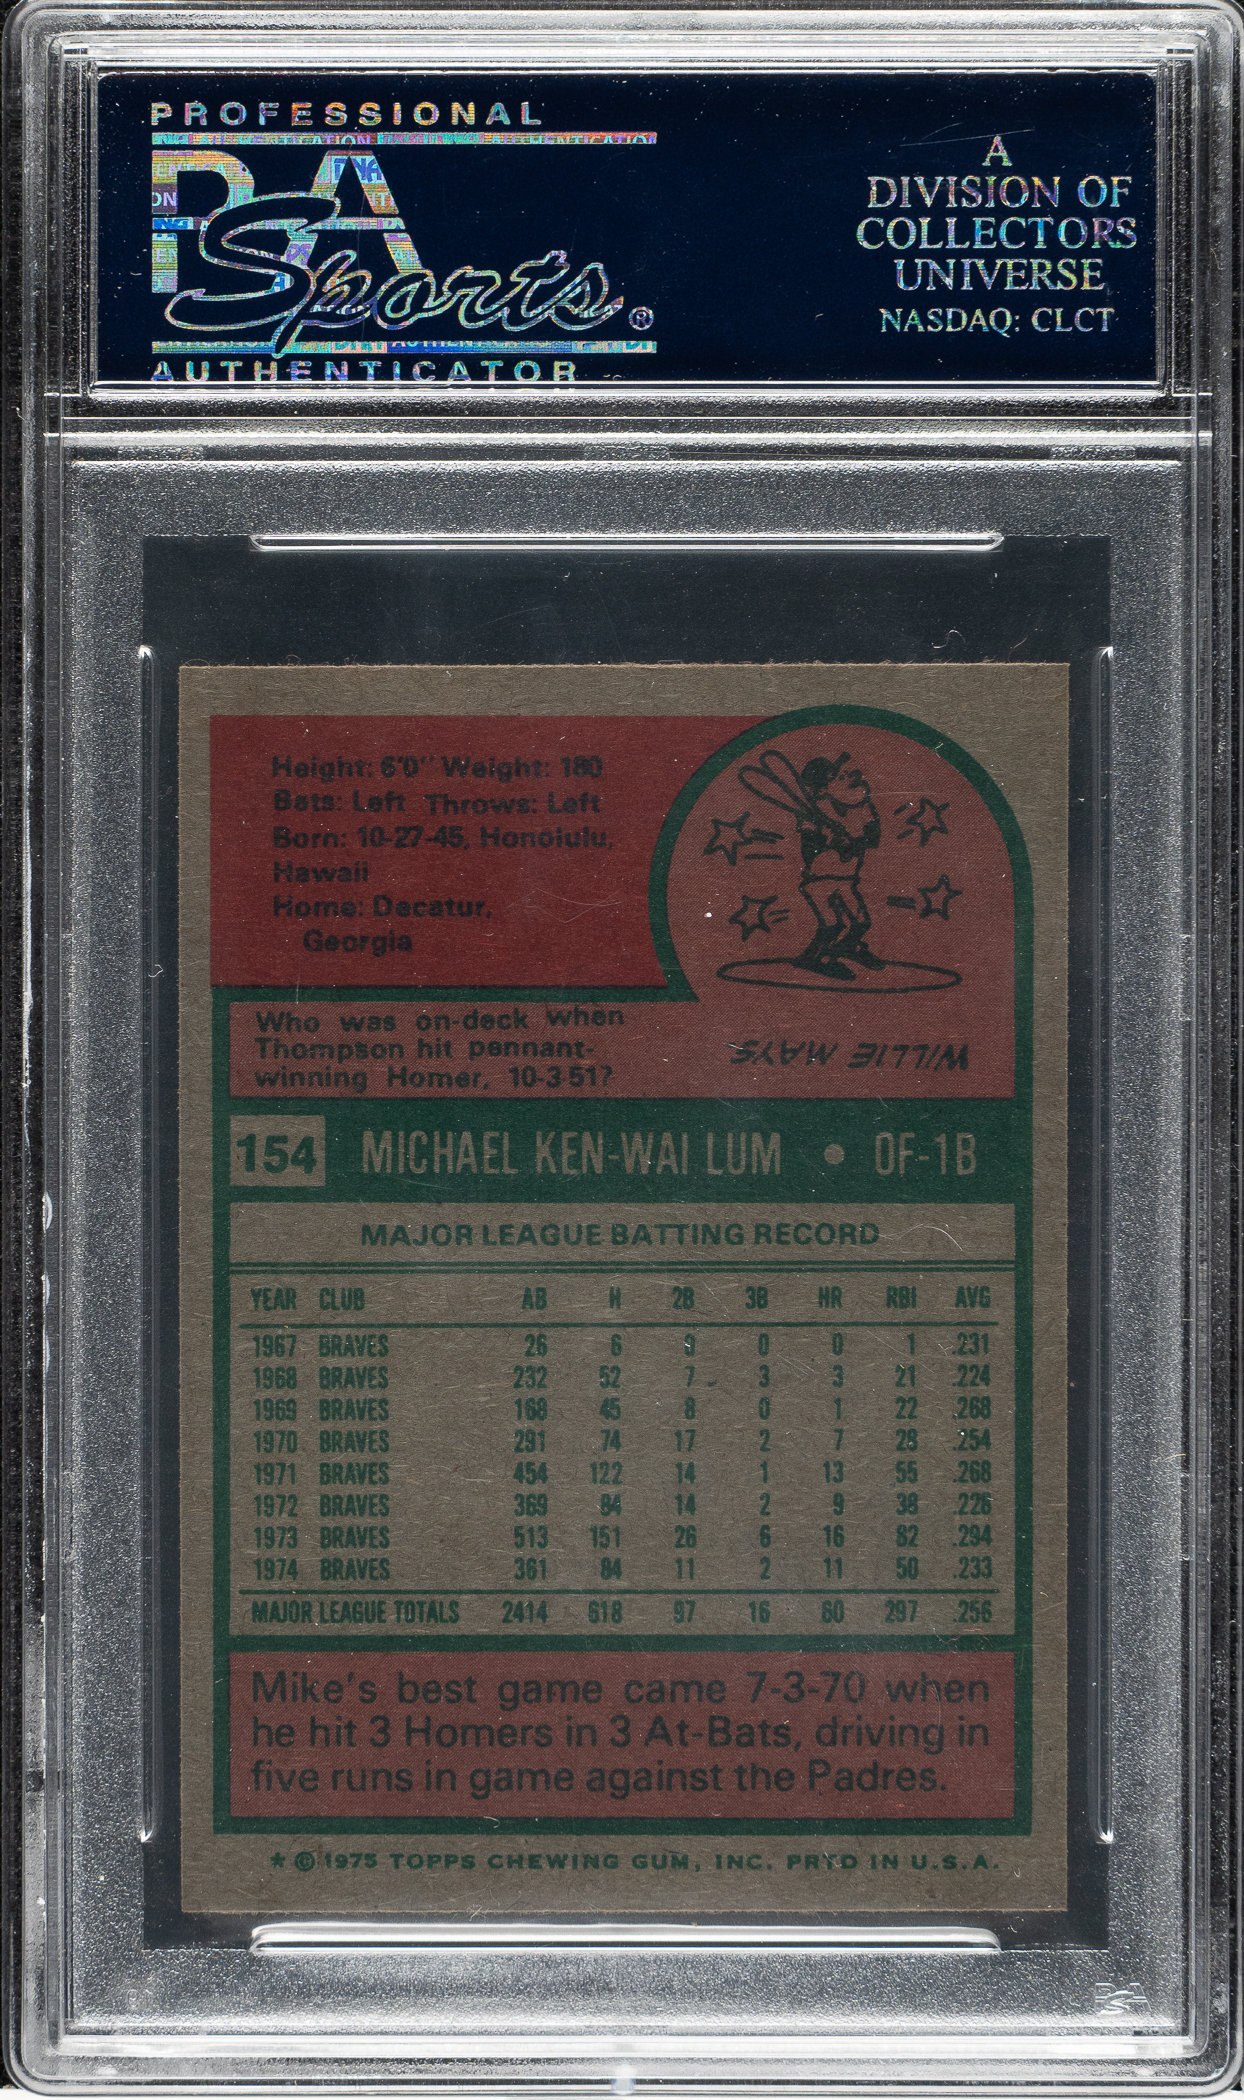 PROFESSIONAL
PSA
Sports®
AUTHENTICATOR
A
DIVISION OF
COLLECTORS
UNIVERSE
NASDAQ: CLCT
Height: 6'0" Weight: 180
Bats: Left Throws: Left
Born: 10-27-45, Honolulu,
Hawaii
Home: Decatur,
Georgia
Who was on-deck when
Thompson hit pennant-
winning Homer, 10-3-51?
WILLIE MAYS
154 MICHAEL KEN-WAI LUM • OF-1B
MAJOR LEAGUE BATTING RECORD
YEAR CLUB AB H 2B 3B HR RBI AVG
1967 BRAVES 26 6 0 0 0 1 .231
1968 BRAVES 232 52 7 3 3 21 .224
1969 BRAVES 168 45 8 0 1 22 .268
1970 BRAVES 291 74 17 2 7 28 .254
1971 BRAVES 454 122 14 1 13 55 .268
1972 BRAVES 369 84 14 2 9 38 .228
1973 BRAVES 513 151 26 6 16 82 .294
1974 BRAVES 361 84 11 2 11 50 .233
MAJOR LEAGUE TOTALS 2414 618 97 16 60 297 .256
Mike's best game came 7-3-70 when
he hit 3 Homers in 3 At-Bats, driving in
five runs in game against the Padres.
* © 1975 TOPPS CHEWING GUM, INC. PRTD IN U.S.A.
PSA